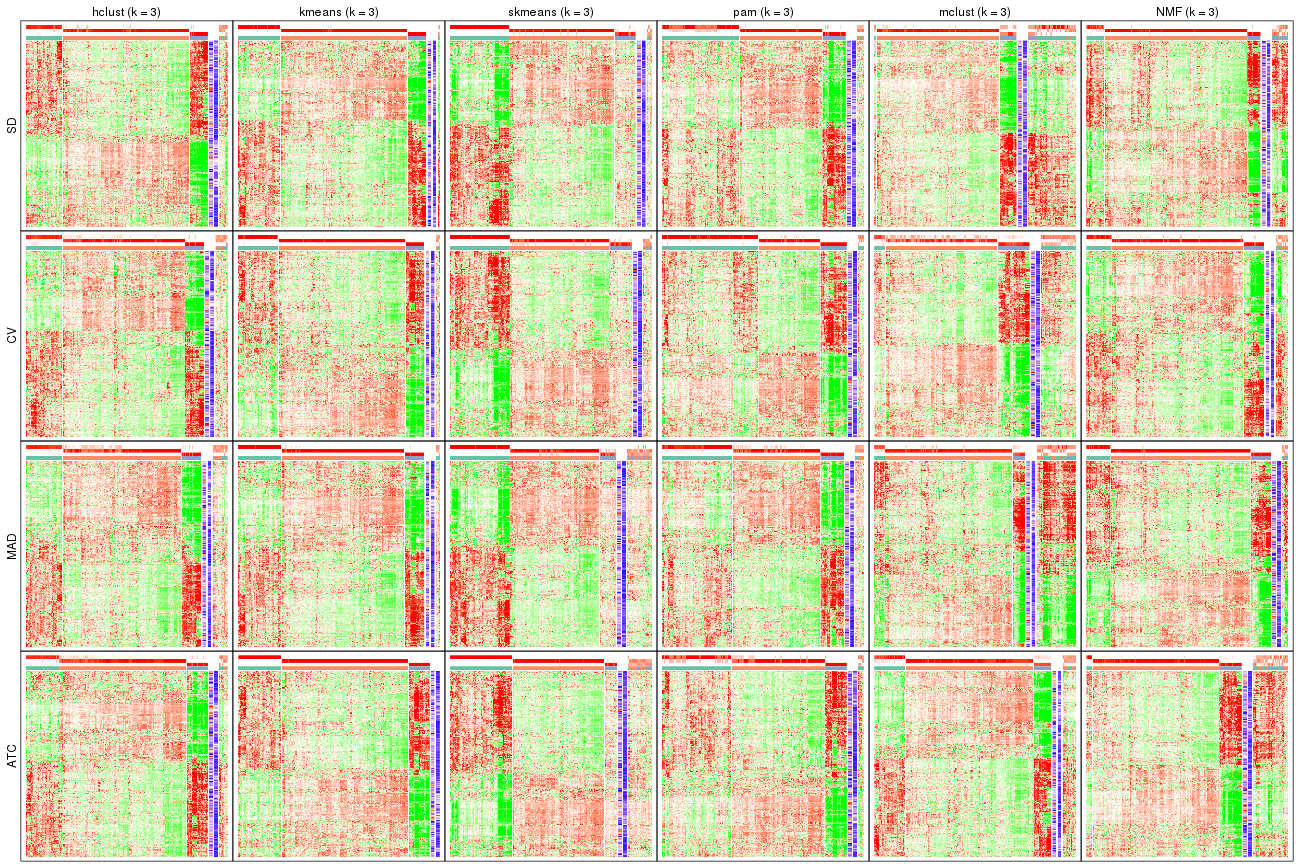 hclust (k = 3) kmeans (k = 3) skmeans (k = 3) pam (k = 3) mclust (k = 3) NMF (k = 3)
SD
CV
MAD
ATC